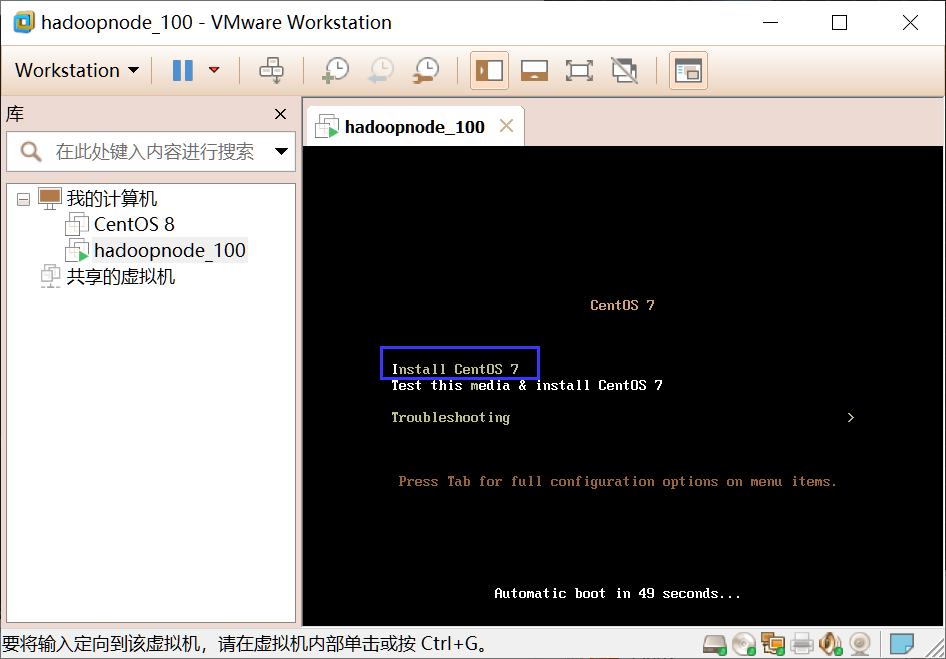 hadoopnode_100 - VMware Workstation
Workstation
库
在此处键入内容进行搜索
我的计算机
CentOS 8
hadoopnode_100
共享的虚拟机
hadoopnode_100
CentOS 7
Install CentOS 7
Test this media & install CentOS 7
Troubleshooting >
Press Tab for full configuration options on menu items.
Automatic boot in 49 seconds...
要将输入定向到该虚拟机，请在虚拟机内部单击或按 Ctrl+G。